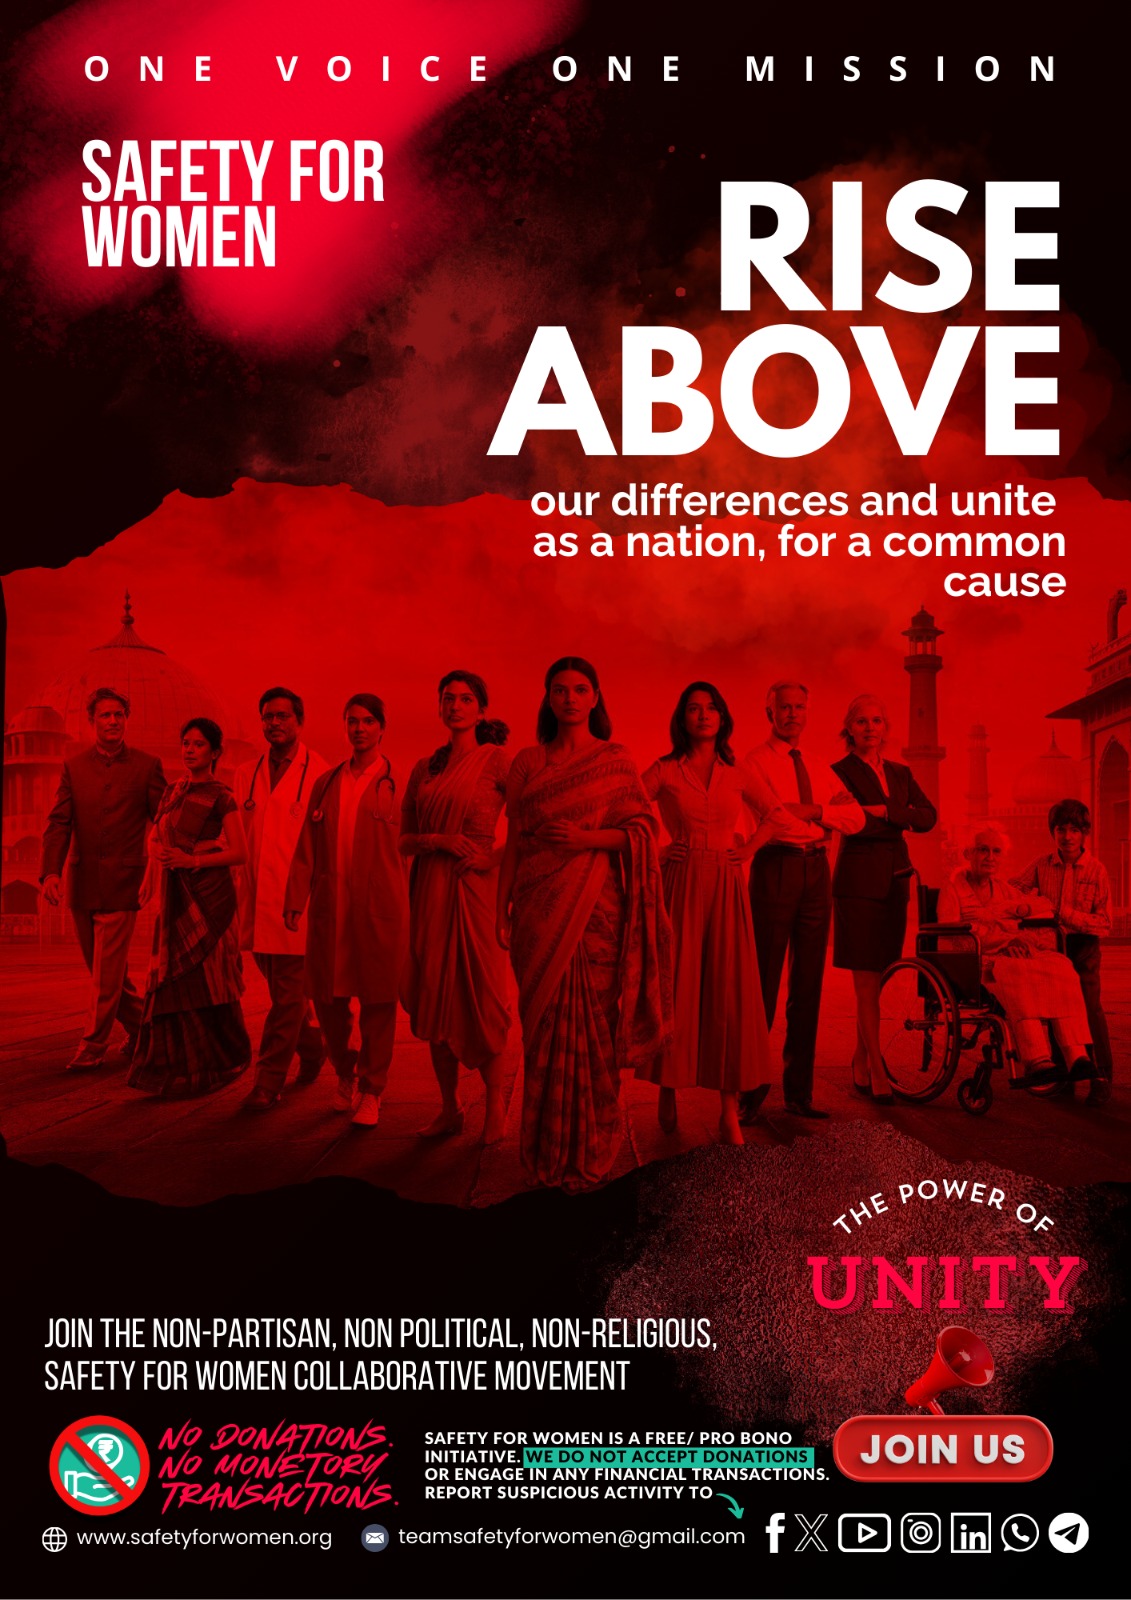 ONE VOICE ONE MISSION
SAFETY FOR
WOMEN
RISE
ABOVE
our differences and unite
as a nation, for a common
cause
THE POWER OF
UNITY
JOIN THE NON-PARTISAN, NON POLITICAL, NON-RELIGIOUS,
SAFETY FOR WOMEN COLLABORATIVE MOVEMENT
NO DONATIONS.
NO MONETORY
TRANSACTIONS.
SAFETY FOR WOMEN IS A FREE/ PRO BONO
INITIATIVE. WE DO NOT ACCEPT DONATIONS
OR ENGAGE IN ANY FINANCIAL TRANSACTIONS.
REPORT SUSPICIOUS ACTIVITY TO
JOIN US
www.safetyforwomen.org
teamsafetyforwomen@gmail.com